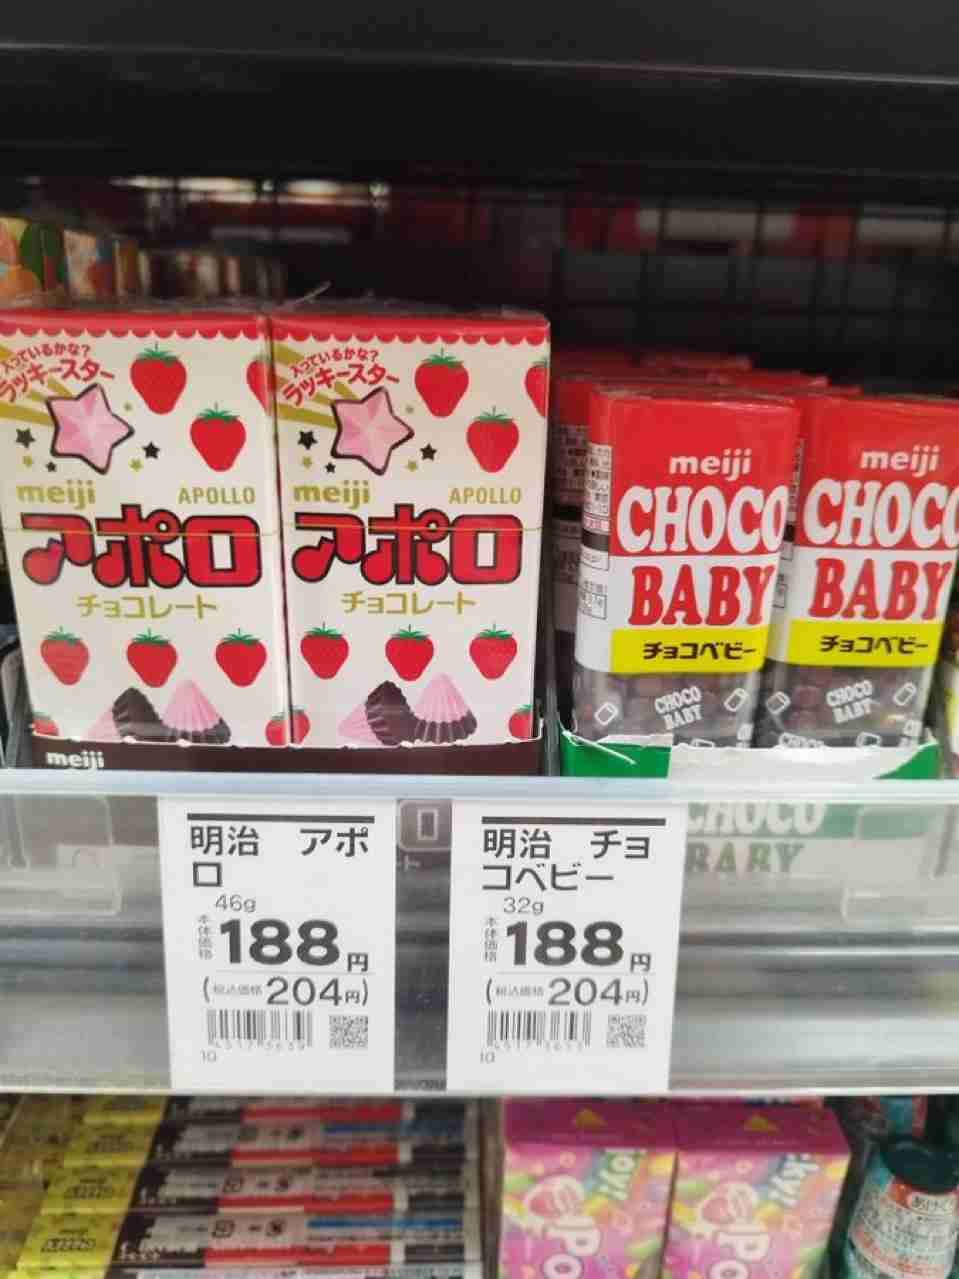 入っているかな?
ラッキースター
meiji APOLLO
アポロ
チョコレート
入っているかな?
ラッキースター
meiji APOLLO
アポロ
チョコレート
meiji
meiji
CHOCO
BABY
チョコベビー
CHOCO
BABY
meiji
CHOCO
BABY
チョコベビー
CHOCO
BABY
CHOCO
BABY
明治 アポ
ロ
46g
本体価格 188円
(税込価格 204円)
10
明治 チョ
コベビー
32g
本体価格 188円
(税込価格 204円)
10